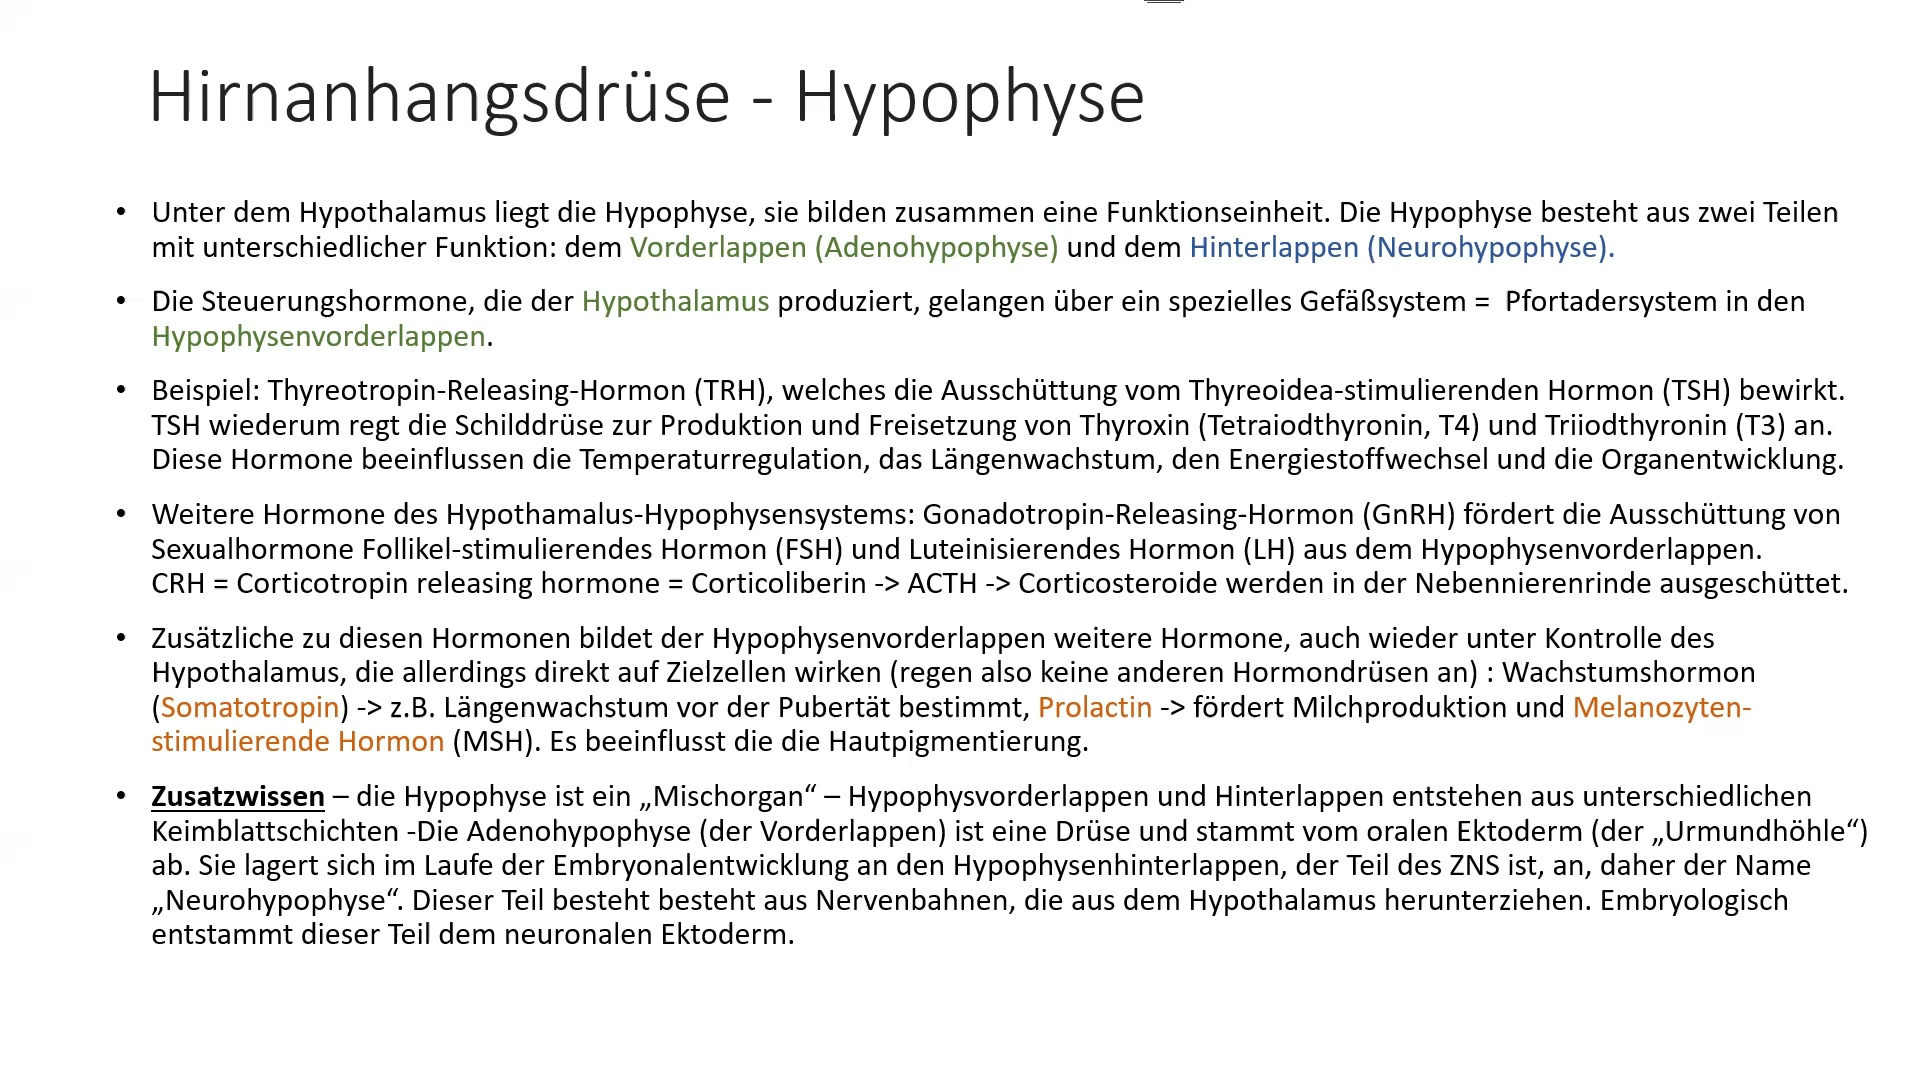 Hirnanhangsdrüse - Hypophyse
• Unter dem Hypothalamus liegt die Hypophyse, sie bilden zusammen eine Funktionseinheit. Die Hypophyse besteht aus zwei Teilen
mit unterschiedlicher Funktion: dem Vorderlappen (Adenohypophyse) und dem Hinterlappen (Neurohypophyse).
• Die Steuerungshormone, die der Hypothalamus produziert, gelangen über ein spezielles Gefäßsystem =  Pfortadersystem in den
Hypophysenvorderlappen.
• Beispiel: Thyreotropin-Releasing-Hormon (TRH), welches die Ausschüttung vom Thyreoidea-stimulierenden Hormon (TSH) bewirkt.
TSH wiederum regt die Schilddrüse zur Produktion und Freisetzung von Thyroxin (Tetraiodthyronin, T4) und Triiodthyronin (T3) an.
Diese Hormone beeinflussen die Temperaturregulation, das Längenwachstum, den Energiestoffwechsel und die Organentwicklung.
• Weitere Hormone des Hypothamalus-Hypophysensystems: Gonadotropin-Releasing-Hormon (GnRH) fördert die Ausschüttung von
Sexualhormone Follikel-stimulierendes Hormon (FSH) und Luteinisierendes Hormon (LH) aus dem Hypophysenvorderlappen.
CRH = Corticotropin releasing hormone = Corticoliberin -> ACTH -> Corticosteroide werden in der Nebennierenrinde ausgeschüttet.
• Zusätzliche zu diesen Hormonen bildet der Hypophysenvorderlappen weitere Hormone, auch wieder unter Kontrolle des
Hypothalamus, die allerdings direkt auf Zielzellen wirken (regen also keine anderen Hormondrüsen an) : Wachstumshormon
(Somatotropin) -> z.B. Längenwachstum vor der Pubertät bestimmt, Prolactin -> fördert Milchproduktion und Melanozyten-
stimulierende Hormon (MSH). Es beeinflusst die die Hautpigmentierung.
• Zusatzwissen – die Hypophyse ist ein „Mischorgan“ – Hypophysvorderlappen und Hinterlappen entstehen aus unterschiedlichen
Keimblattschichten -Die Adenohypophyse (der Vorderlappen) ist eine Drüse und stammt vom oralen Ektoderm (der „Urmundhöhle“)
ab. Sie lagert sich im Laufe der Embryonalentwicklung an den Hypophysenhinterlappen, der Teil des ZNS ist, an, daher der Name
„Neurohypophyse“. Dieser Teil besteht besteht aus Nervenbahnen, die aus dem Hypothalamus herunterziehen. Embryologisch
entstammt dieser Teil dem neuronalen Ektoderm.